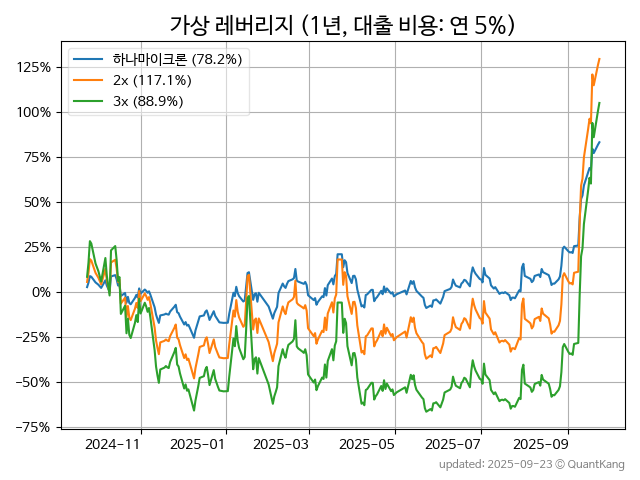 가상 레버리지 (1년, 대출 비용: 연 5%)
하나마이크론 (78.2%)
2x (117.1%)
3x (88.9%)
125%
100%
75%
50%
25%
0%
−25%
−50%
−75%
2024-11 2025-01 2025-03 2025-05 2025-07 2025-09
updated: 2025-09-23 ⓒ QuantKang